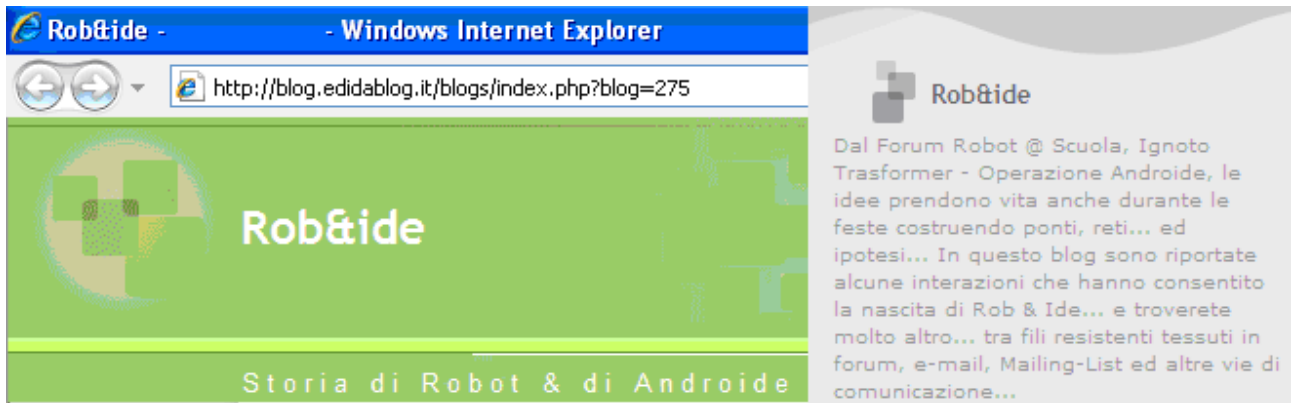 Rob&ide - - Windows Internet Explorer
http://blog.edidablog.it/blogs/index.php?blog=275
Rob&ide
Storia di Robot & di Androide
Rob&ide
Dal Forum Robot @ Scuola, Ignoto
Trasformer - Operazione Androide, le
idee prendono vita anche durante le
feste costruendo ponti, reti... ed
ipotesi... In questo blog sono riportate
alcune interazioni che hanno consentito
la nascita di Rob & Ide... e troverete
molto altro... tra fili resistenti tessuti in
forum, e-mail, Mailing-List ed altre vie di
comunicazione...